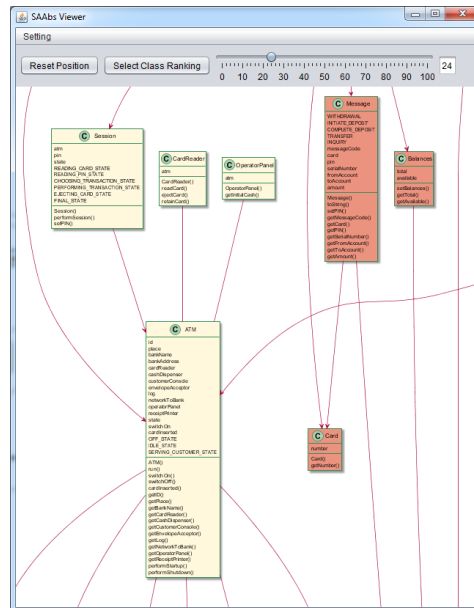 SAAbs Viewer
Setting
Reset Position
Select Class Ranking
0 10 20 30 40 50 60 70 80 90 100
24
C Session
atm
pin
state
READING_CARD_STATE
READING_PIN_STATE
CHOOSING_TRANSACTION_STATE
PERFORMING_TRANSACTION_STATE
EJECTING_CARD_STATE
FINAL_STATE
Session()
performSession()
setPIN()
C CardReader
atm
CardReader()
readCard()
ejectCard()
retainCard()
C OperatorPanel
atm
OperatorPanel()
getInitialCash()
C Message
WITHDRAWAL
INITIATE_DEPOSIT
COMPLETE_DEPOSIT
TRANSFER
INQUIRY
messageCode
card
pin
serialNumber
fromAccount
toAccount
amount
Message()
toString()
setPIN()
getMessageCode()
getCard()
getPIN()
getSerialNumber()
getFromAccount()
getToAccount()
getAmount()
C Balances
total
available
setBalances()
getTotal()
getAvailable()
C ATM
id
place
bankName
bankAddress
cardReader
cashDispenser
customerConsole
envelopeAcceptor
log
networkToBank
operatorPanel
receiptPrinter
state
switchOn
cardInserted
OFF_STATE
IDLE_STATE
SERVING_CUSTOMER_STATE
ATM()
run()
switchOn()
switchOff()
cardInserted()
getID()
getPlace()
getBankName()
getCardReader()
getCashDispenser()
getCustomerConsole()
getEnvelopeAcceptor()
getLog()
getNetworkToBank()
getOperatorPanel()
getReceiptPrinter()
performStartup()
performShutdown()
C Card
number
Card()
getNumber()